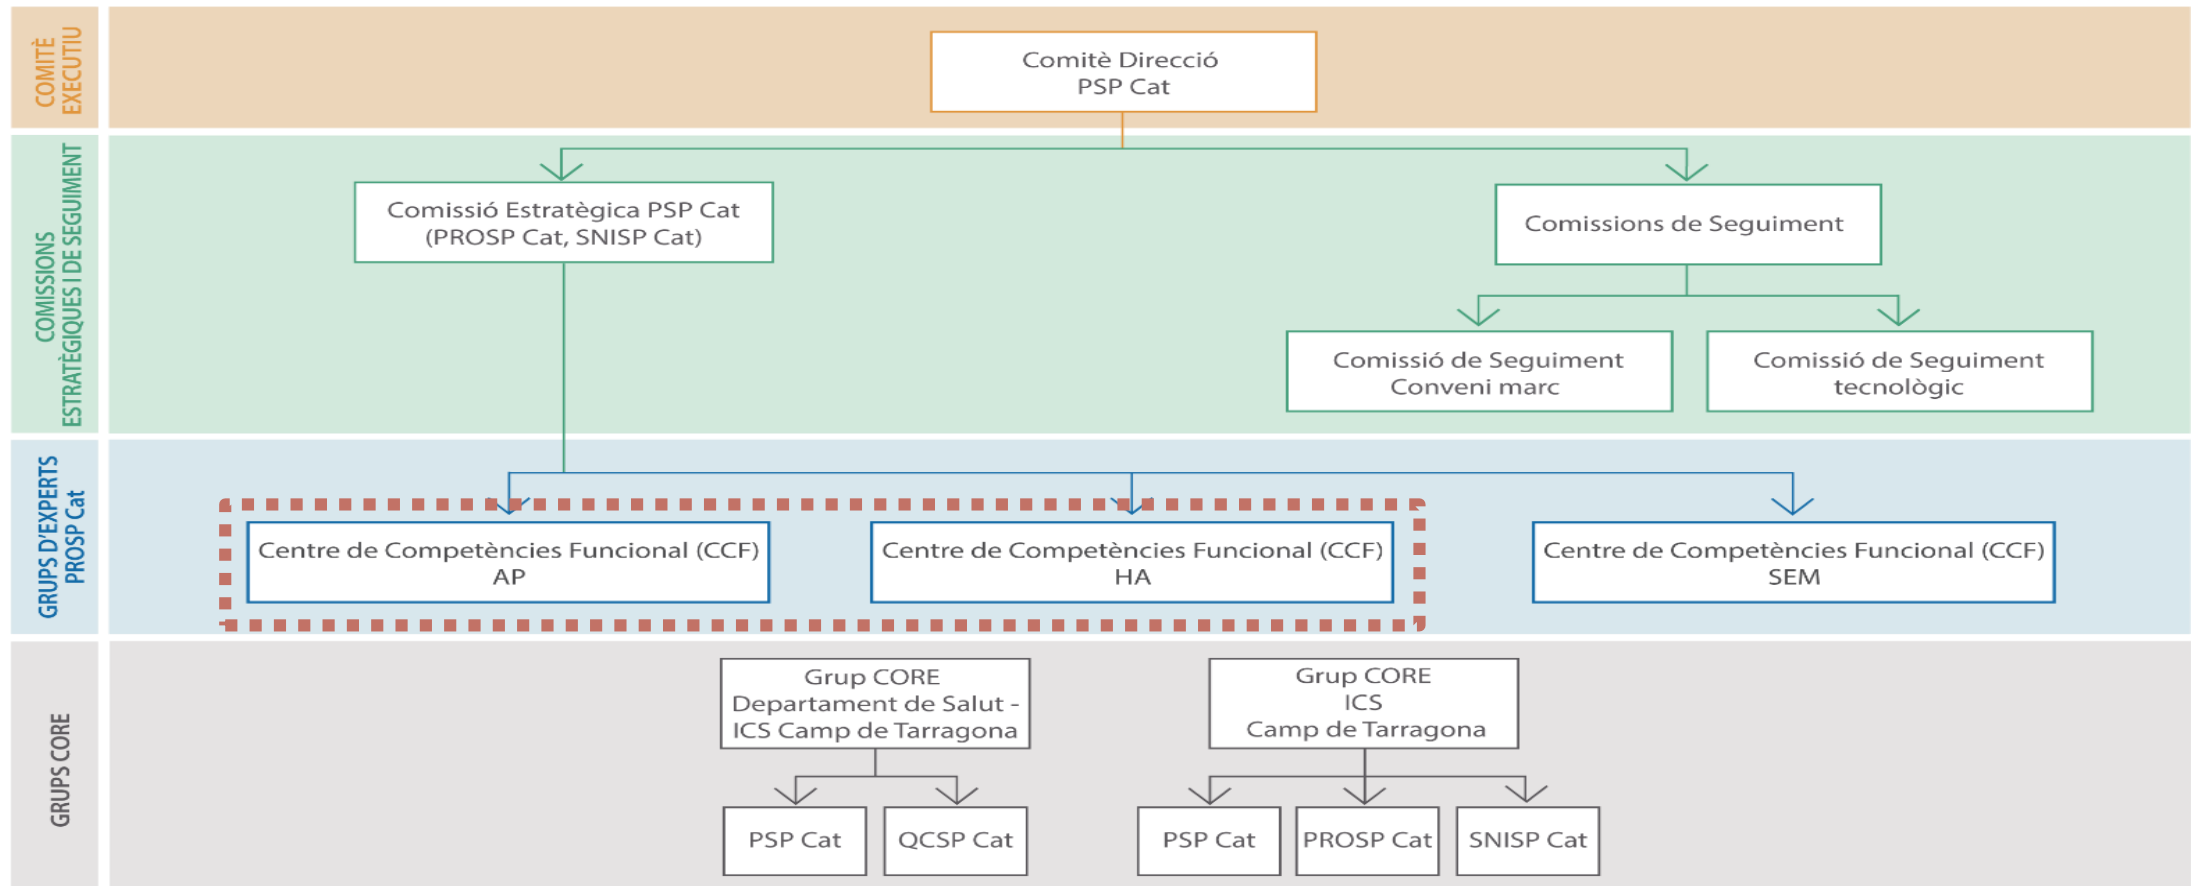 COMITÈ
EXECUTIU
Comitè Direcció
PSP Cat
COMISSIONS
ESTRATÈGIQUES I DE SEGUIMENT
Comissió Estratègica PSP Cat
(PROSP Cat, SNISP Cat)
Comissions de Seguiment
Comissió de Seguiment
Conveni marc
Comissió de Seguiment
tecnològic
GRUPS D'EXPERTS
PROSP Cat
Centre de Competències Funcional (CCF)
AP
Centre de Competències Funcional (CCF)
HA
Centre de Competències Funcional (CCF)
SEM
GRUPS CORE
Grup CORE
Departament de Salut -
ICS Camp de Tarragona
Grup CORE
ICS
Camp de Tarragona
PSP Cat
QCSP Cat
PSP Cat
PROSP Cat
SNISP Cat